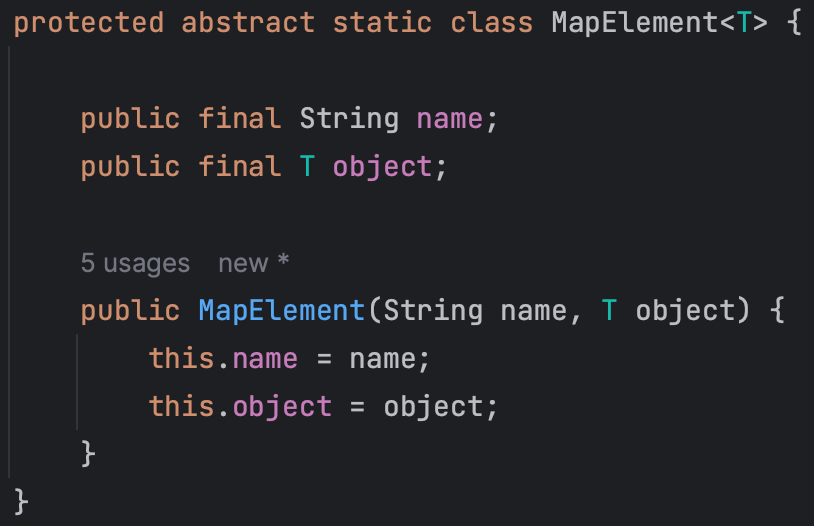 protected abstract static class MapElement<T> {
public final String name;
public final T object;
5 usages new *
public MapElement(String name, T object) {
this.name = name;
this.object = object;
}
}